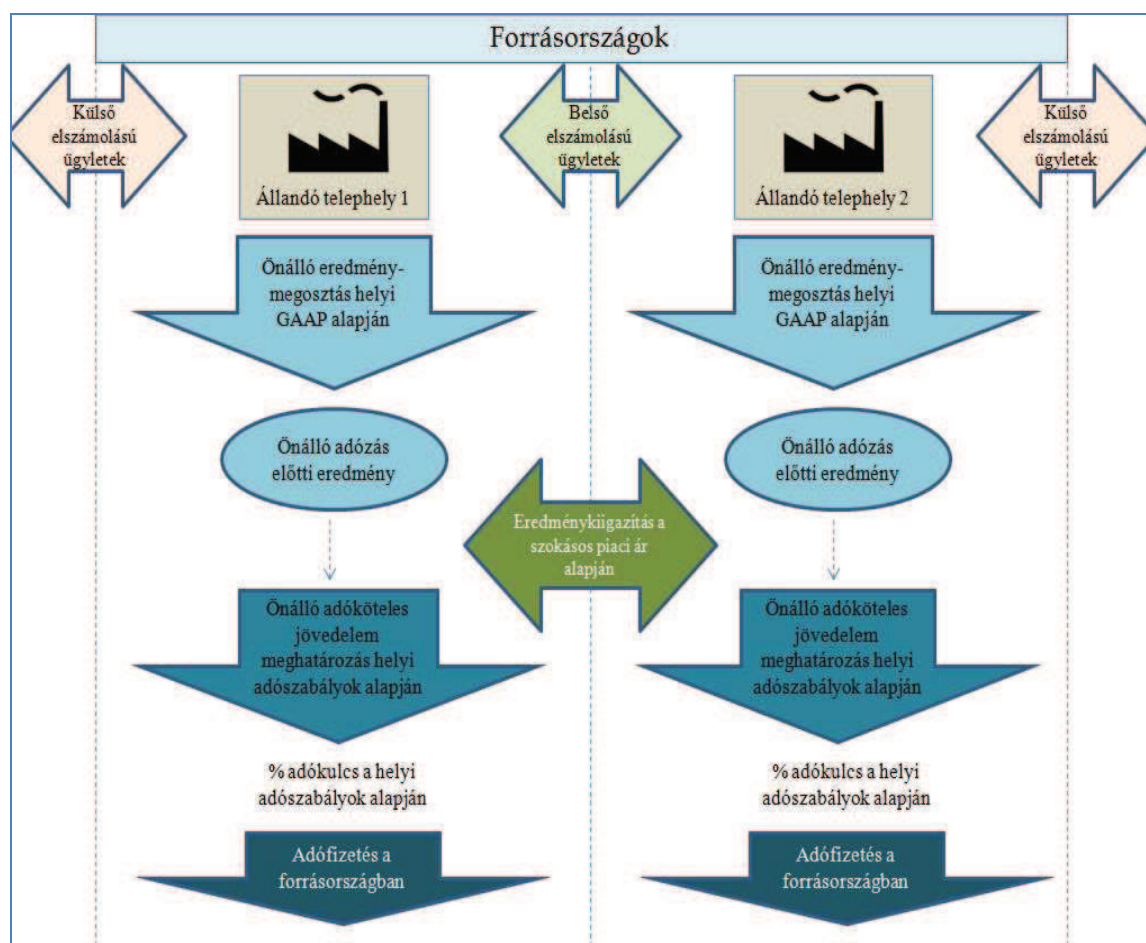 Forrásországok
Külső
elszámolású
ügyletek
Állandó telephely 1
Belső
elszámolású
ügyletek
Állandó telephely 2
Külső
elszámolású
ügyletek
Önálló eredmény-
megosztás helyi
GAAP alapján
Önálló eredmény-
megosztás helyi
GAAP alapján
Önálló adózás
előtti eredmény
Önálló adózás
előtti eredmény
Eredménykiigazítás a
szokásos piaci ár
alapján
Önálló adóköteles
jövedelem
meghatározás helyi
adószabályok alapján
Önálló adóköteles
jövedelem
meghatározás helyi
adószabályok alapján
% adókulcs a helyi
adószabályok alapján
% adókulcs a helyi
adószabályok alapján
Adófizetés a
forrásországban
Adófizetés a
forrásországban